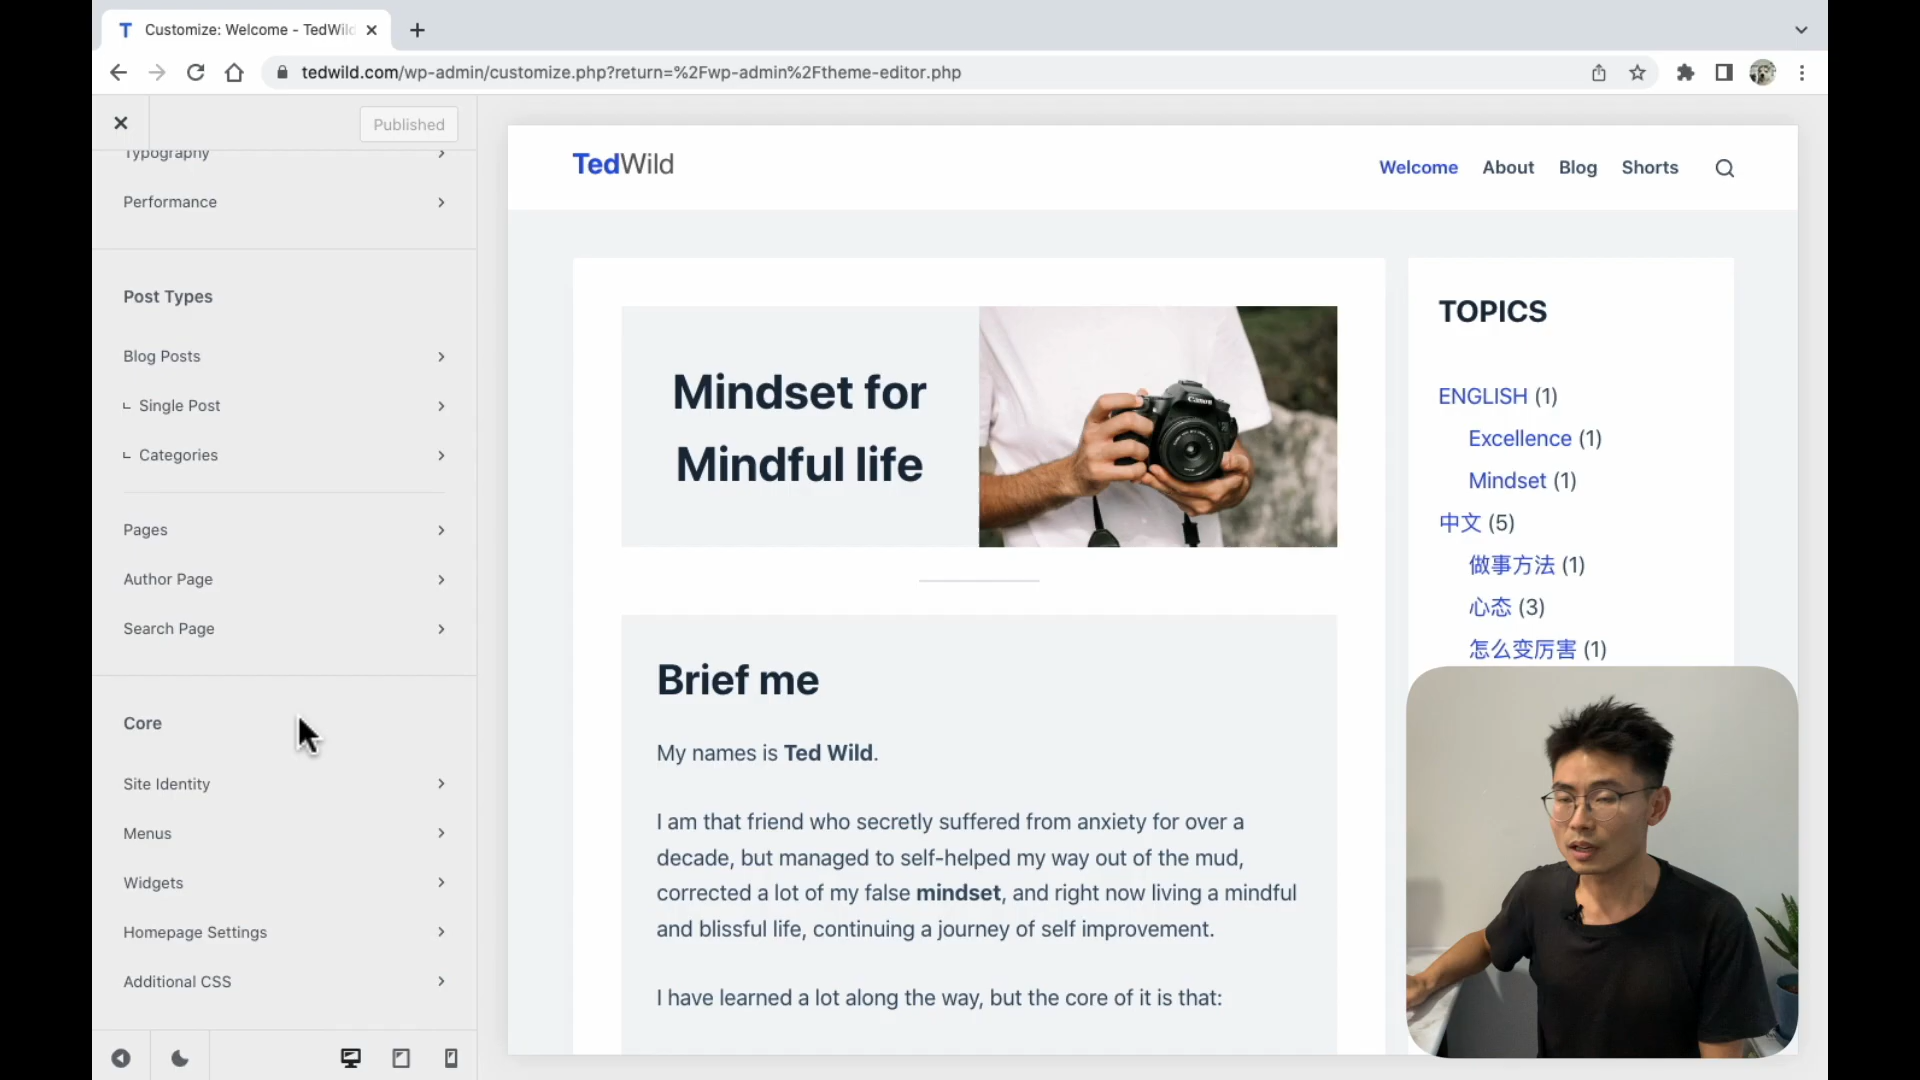 Customize: Welcome - TedWild
tedwild.com/wp-admin/customize.php?return=%2Fwp-admin%2Ftheme-editor.php
Published
Typography
Performance
Post Types
Blog Posts
Single Post
Categories
Pages
Author Page
Search Page
Core
Site Identity
Menus
Widgets
Homepage Settings
Additional CSS
TedWild
Welcome About Blog Shorts
Mindset for
Mindful life
Canon
Brief me
My names is Ted Wild.
I am that friend who secretly suffered from anxiety for over a
decade, but managed to self-helped my way out of the mud,
corrected a lot of my false mindset, and right now living a mindful
and blissful life, continuing a journey of self improvement.
I have learned a lot along the way, but the core of it is that:
TOPICS
ENGLISH (1)
Excellence (1)
Mindset (1)
中文 (5)
做事方法 (1)
心态 (3)
怎么变厉害 (1)